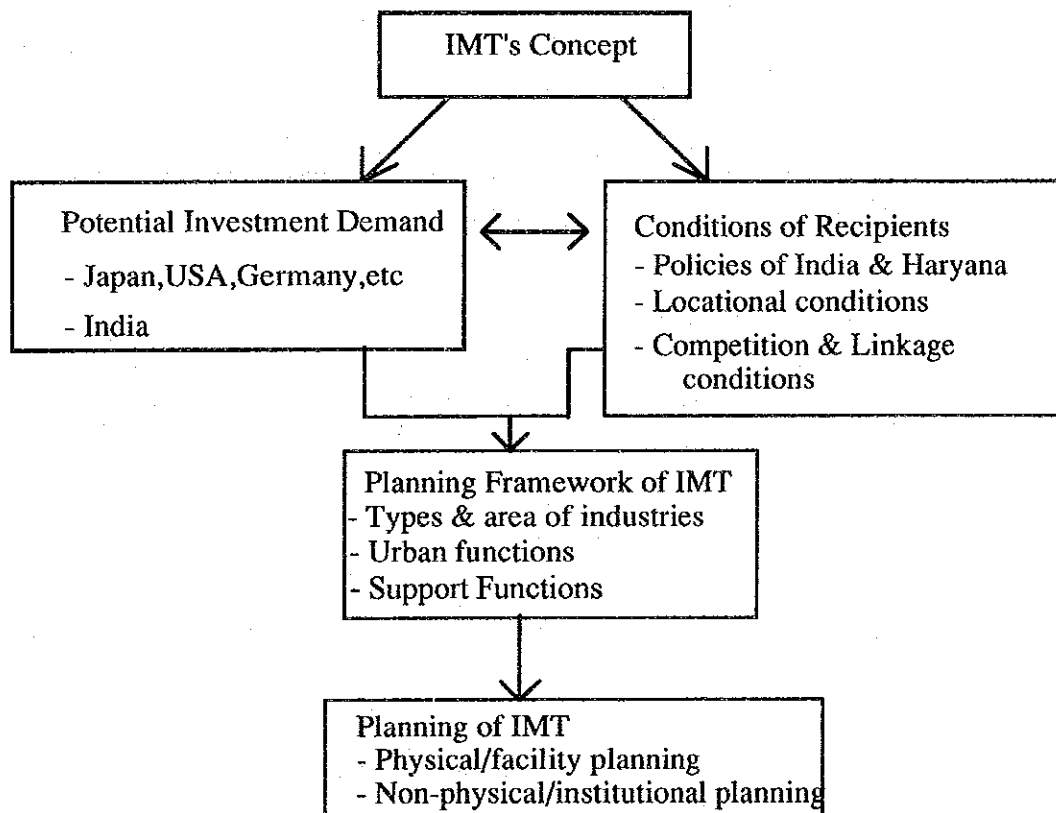 IMT's Concept
Potential Investment Demand
- Japan,USA,Germany,etc
- India
Conditions of Recipients
- Policies of India & Haryana
- Locational conditions
- Competition & Linkage
conditions
Planning Framework of IMT
- Types & area of industries
- Urban functions
- Support Functions
Planning of IMT
- Physical/facility planning
- Non-physical/institutional planning